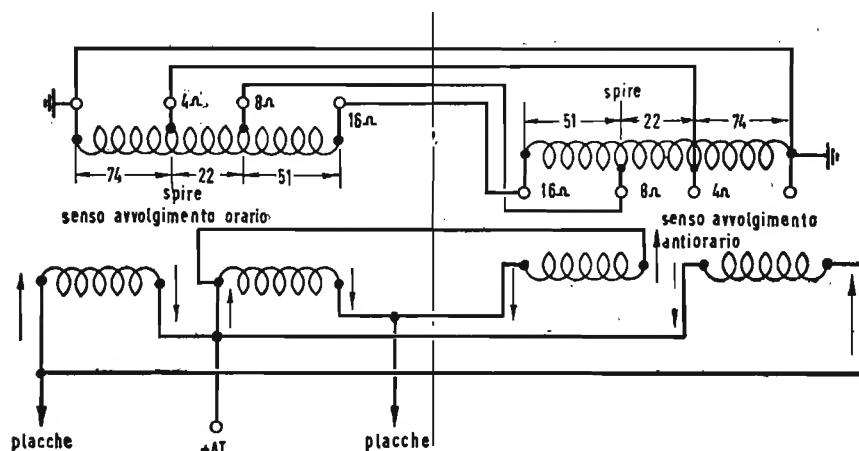 4Ω
8Ω
16Ω
74
22
51
spire
senso avvolgimento orario
spire
51
22
74
16Ω
8Ω
4Ω
senso avvolgimento
antiorario
placche
+AT
placche